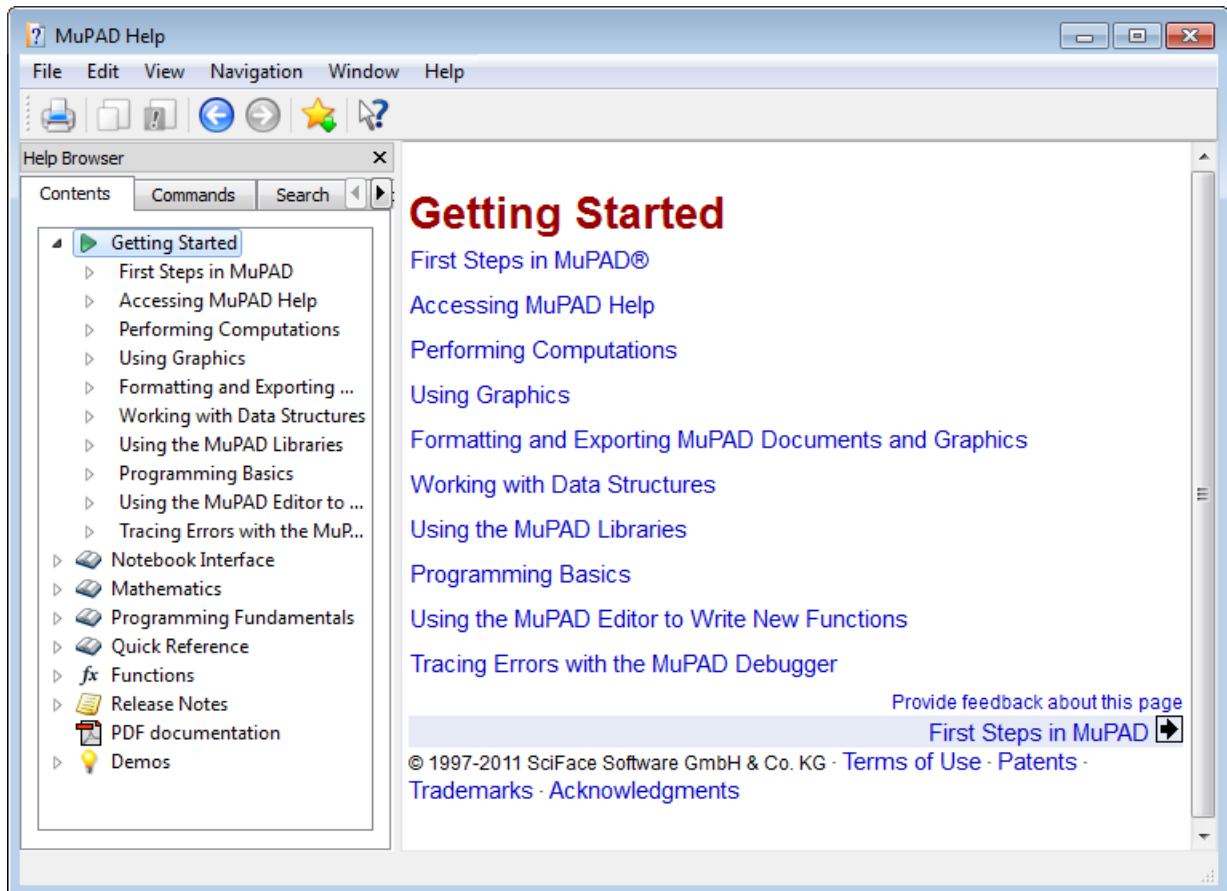 MuPAD Help
File Edit View Navigation Window Help
Help Browser
Contents Commands Search
Getting Started
First Steps in MuPAD
Accessing MuPAD Help
Performing Computations
Using Graphics
Formatting and Exporting ...
Working with Data Structures
Using the MuPAD Libraries
Programming Basics
Using the MuPAD Editor to ...
Tracing Errors with the MuP...
Notebook Interface
Mathematics
Programming Fundamentals
Quick Reference
fx Functions
Release Notes
PDF documentation
Demos
Getting Started
First Steps in MuPAD®
Accessing MuPAD Help
Performing Computations
Using Graphics
Formatting and Exporting MuPAD Documents and Graphics
Working with Data Structures
Using the MuPAD Libraries
Programming Basics
Using the MuPAD Editor to Write New Functions
Tracing Errors with the MuPAD Debugger
Provide feedback about this page
First Steps in MuPAD
© 1997-2011 SciFace Software GmbH & Co. KG · Terms of Use · Patents ·
Trademarks · Acknowledgments